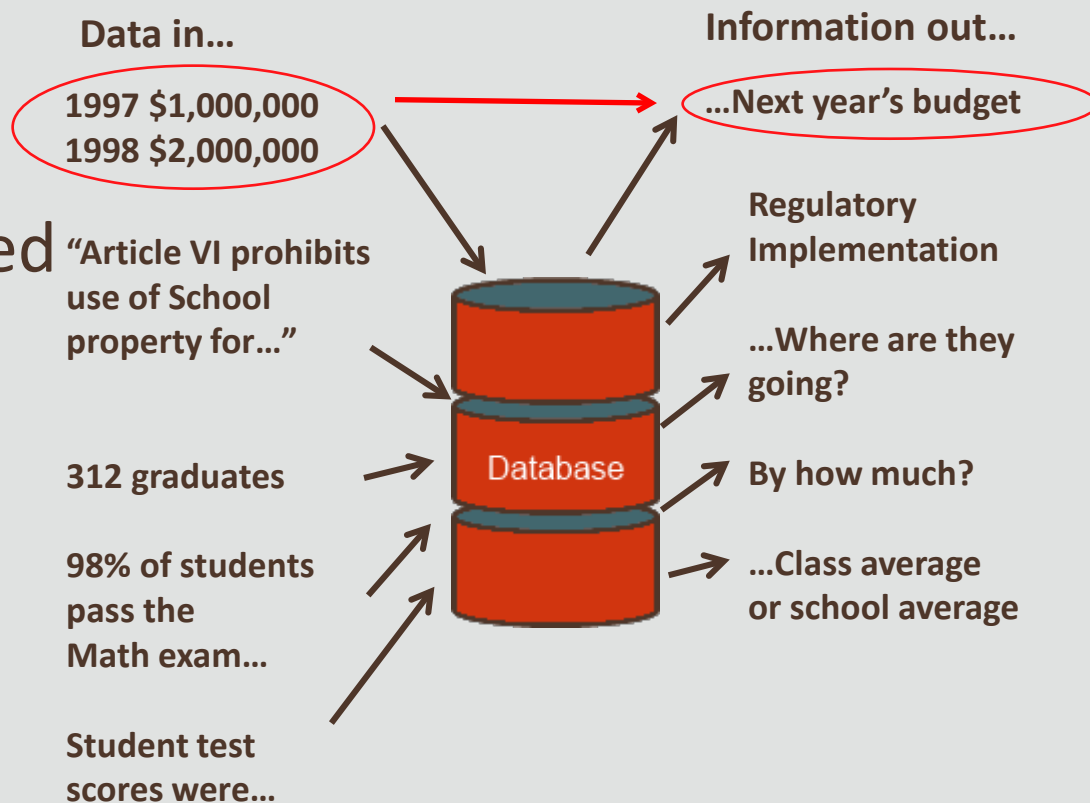 Data in…
1997 $1,000,000
1998 $2,000,000
ed
“Article VI prohibits
use of School
property for…”
312 graduates
98% of students
pass the
Math exam…
Student test
scores were…
Database
Information out…
…Next year’s budget
Regulatory
Implementation
…Where are they
going?
By how much?
…Class average
or school average